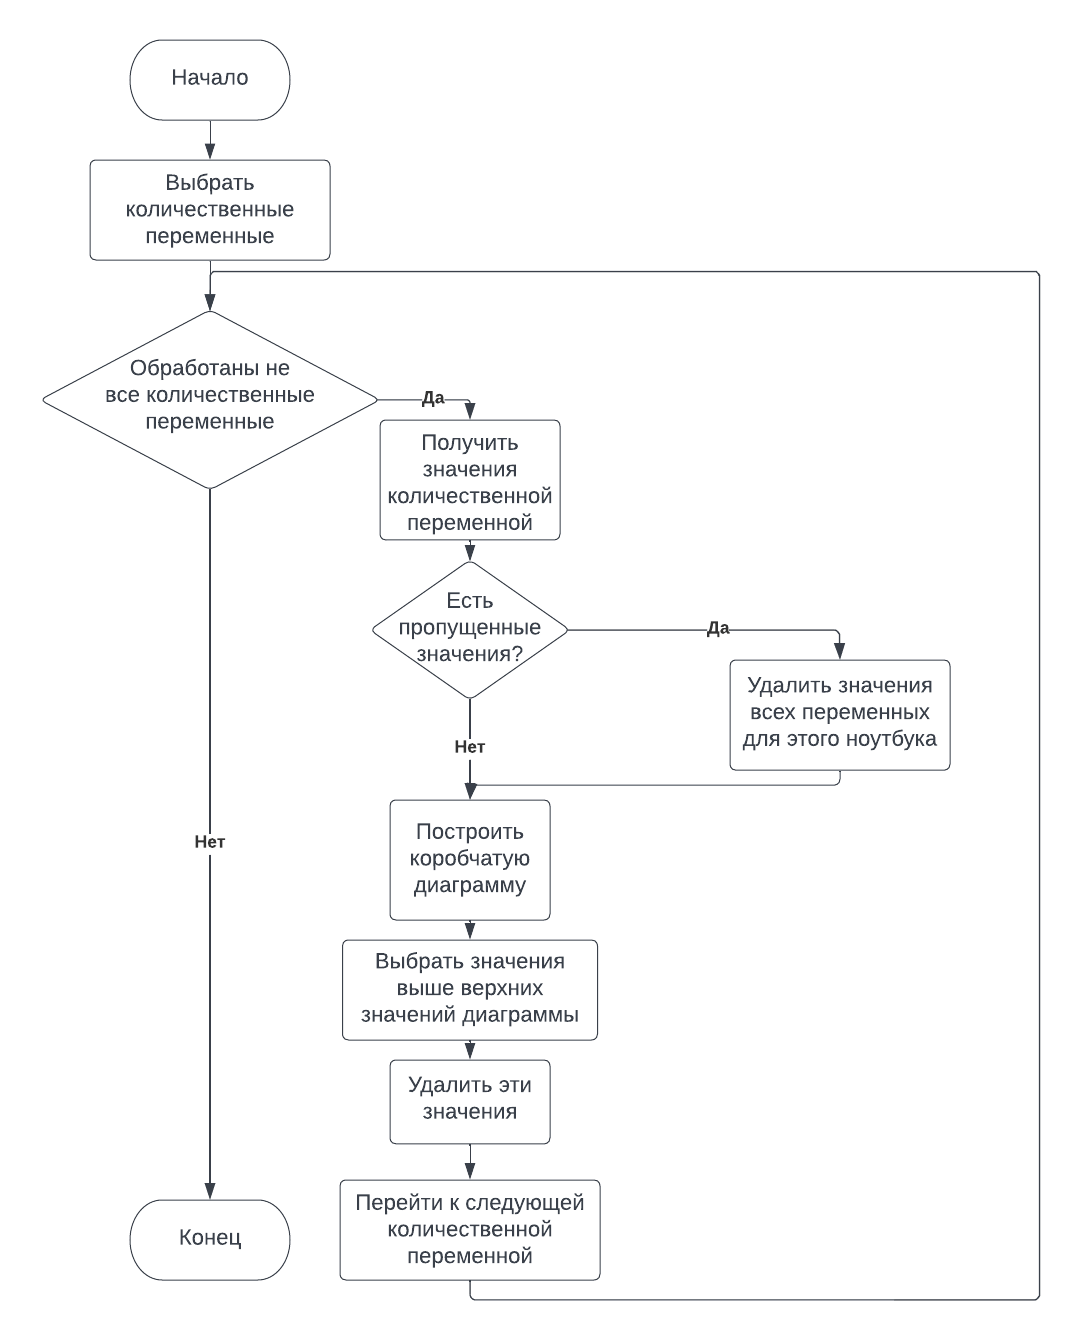 Начало
Выбрать
количественные
переменные
Обработаны не
все количественные
переменные
Да
Получить
значения
количественной
переменной
Есть
пропущенные
значения?
Да
Удалить значения
всех переменных
для этого ноутбука
Нет
Построить
коробчатую
диаграмму
Нет
Выбрать значения
выше верхних
значений диаграммы
Удалить эти
значения
Перейти к следующей
количественной
переменной
Конец